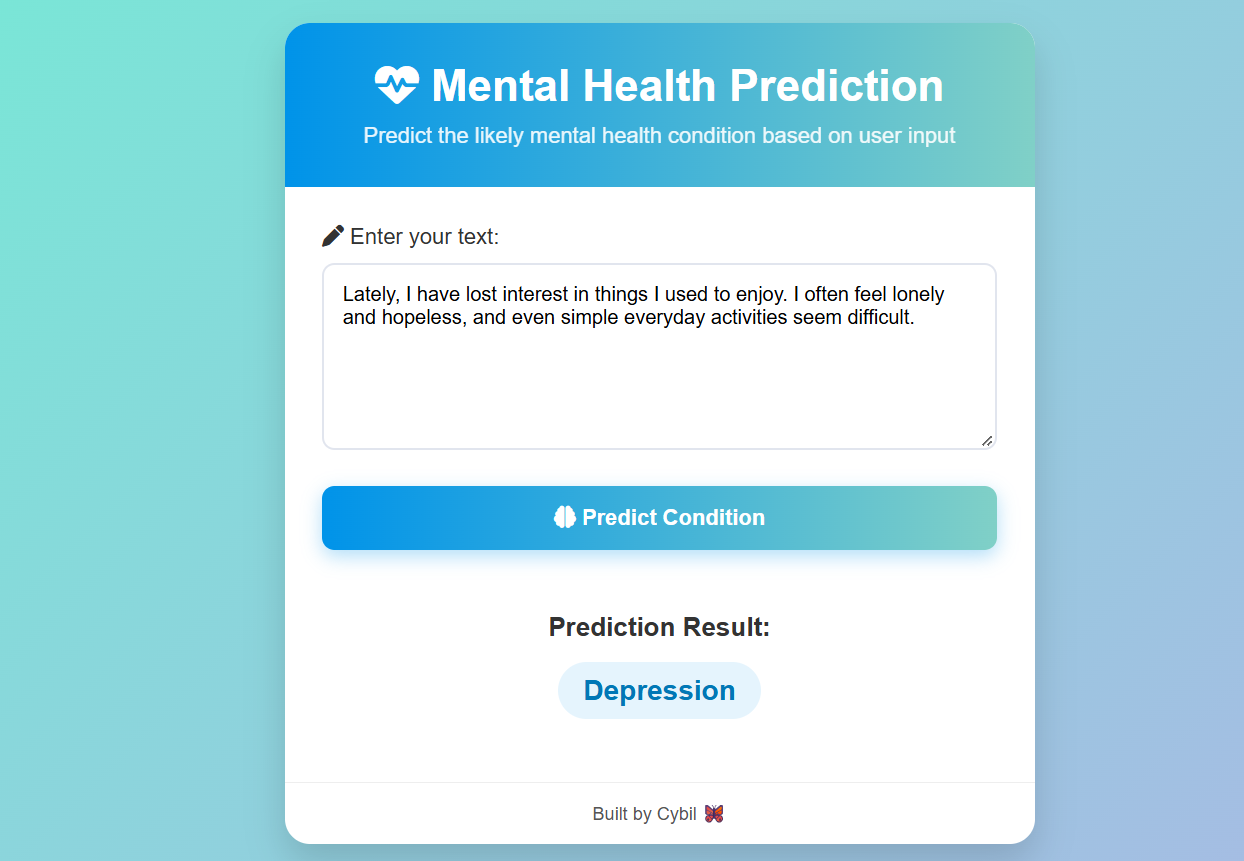 Mental Health Prediction
Predict the likely mental health condition based on user input
Enter your text:
Lately, I have lost interest in things I used to enjoy. I often feel lonely
and hopeless, and even simple everyday activities seem difficult.
Predict Condition
Prediction Result:
Depression
Built by Cybil 🦋